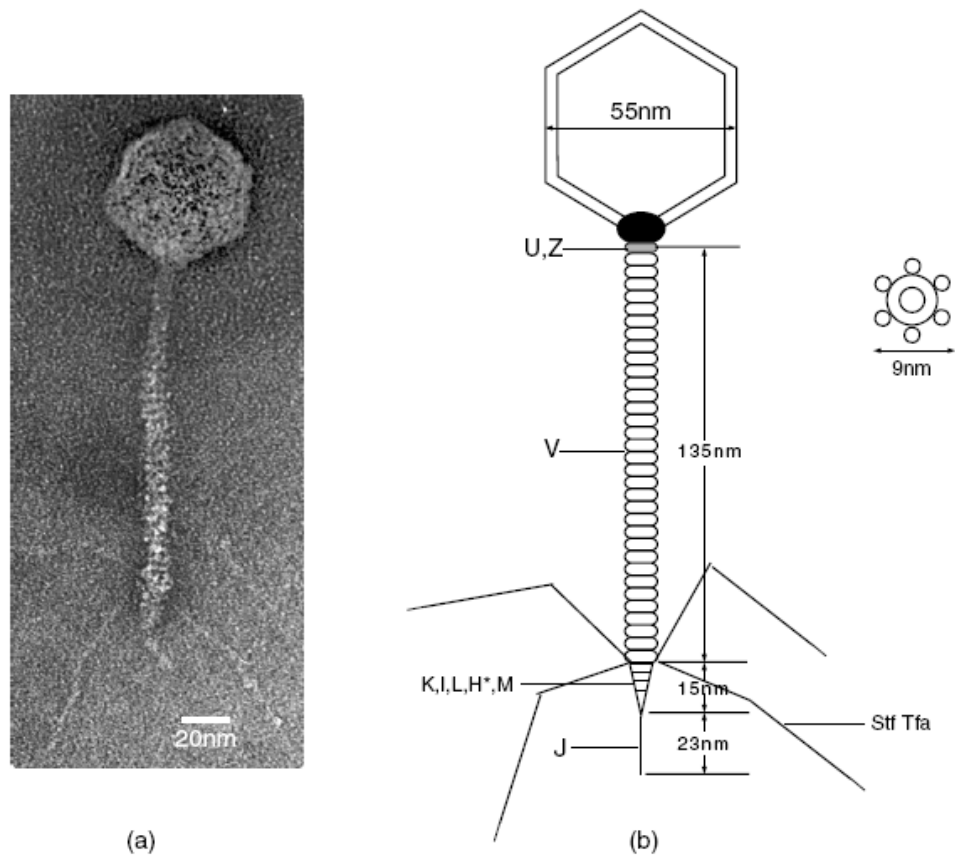 55nm
U,Z
9nm
V
135nm
K,I,L,H*,M
15nm
Stf Tfa
J
23nm
20nm
(a)
(b)